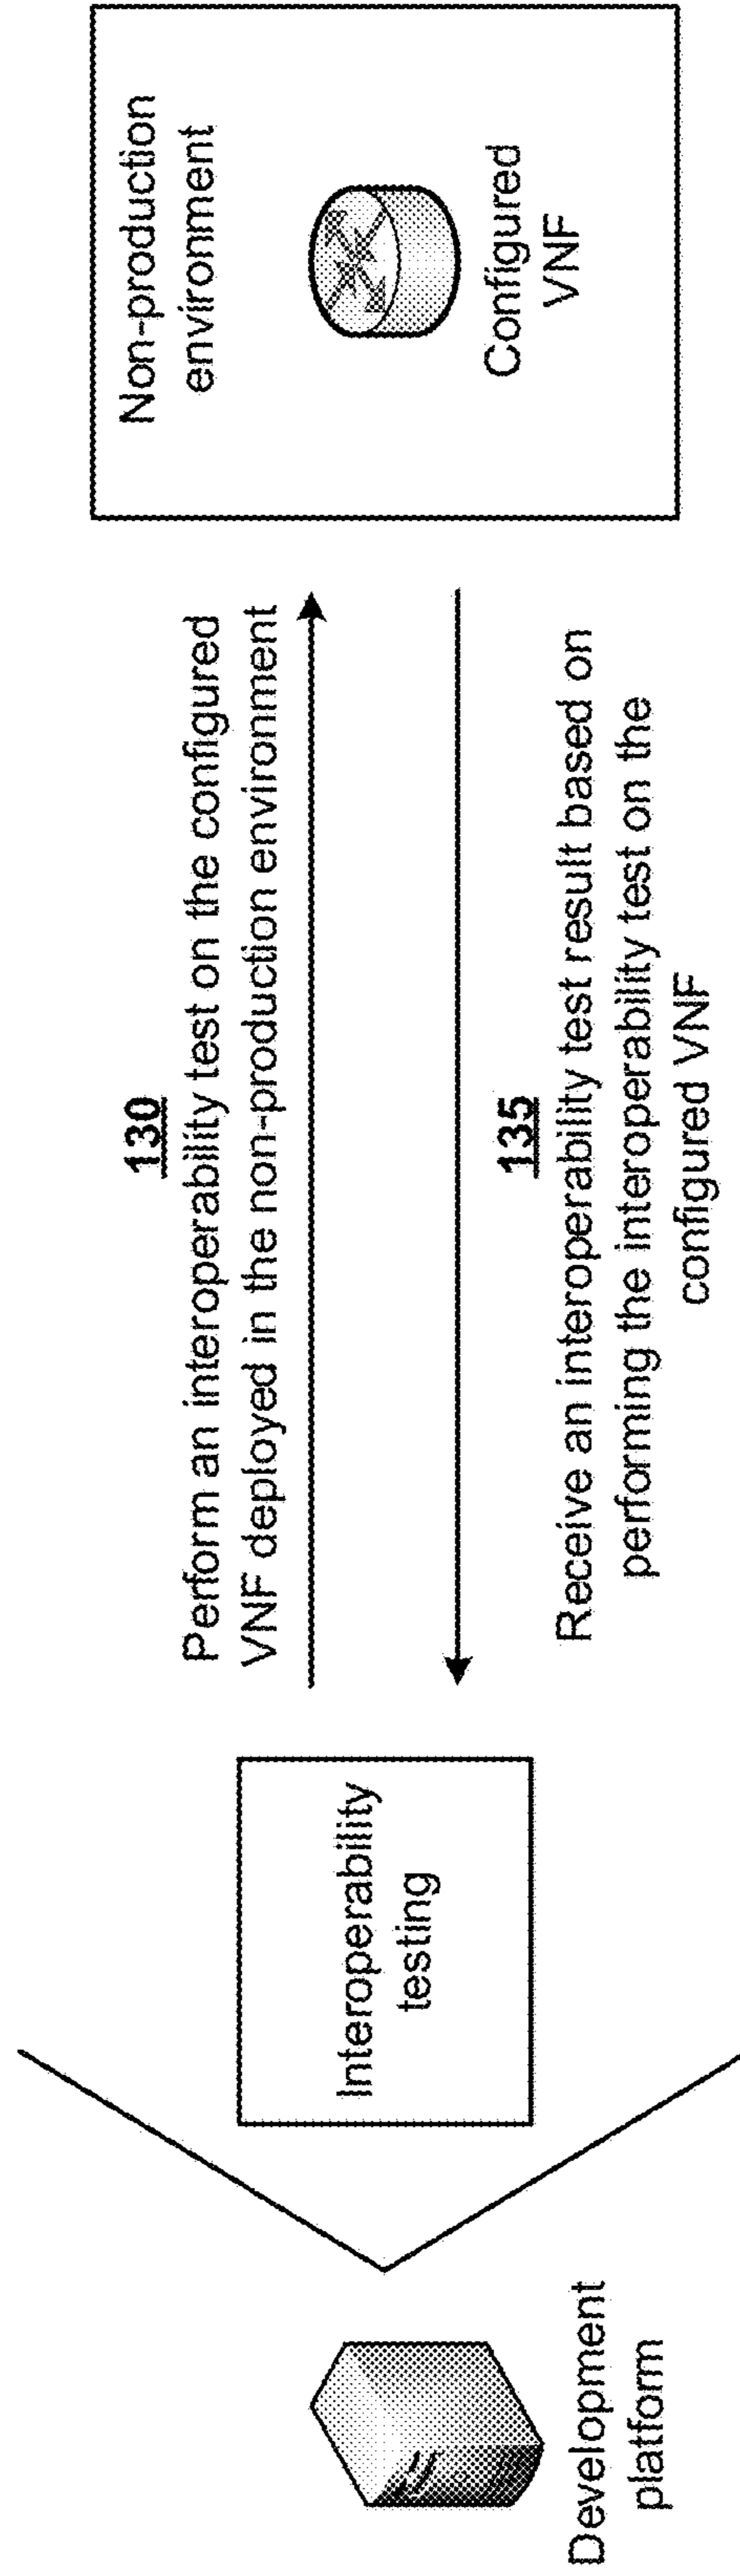 Development
platform
Interoperability
testing
130
Perform an interoperability test on the configured
VNF deployed in the non-production environment
135
Receive an interoperability test result based on
performing the interoperability test on the
configured VNF
Non-production
environment
Configured
VNF